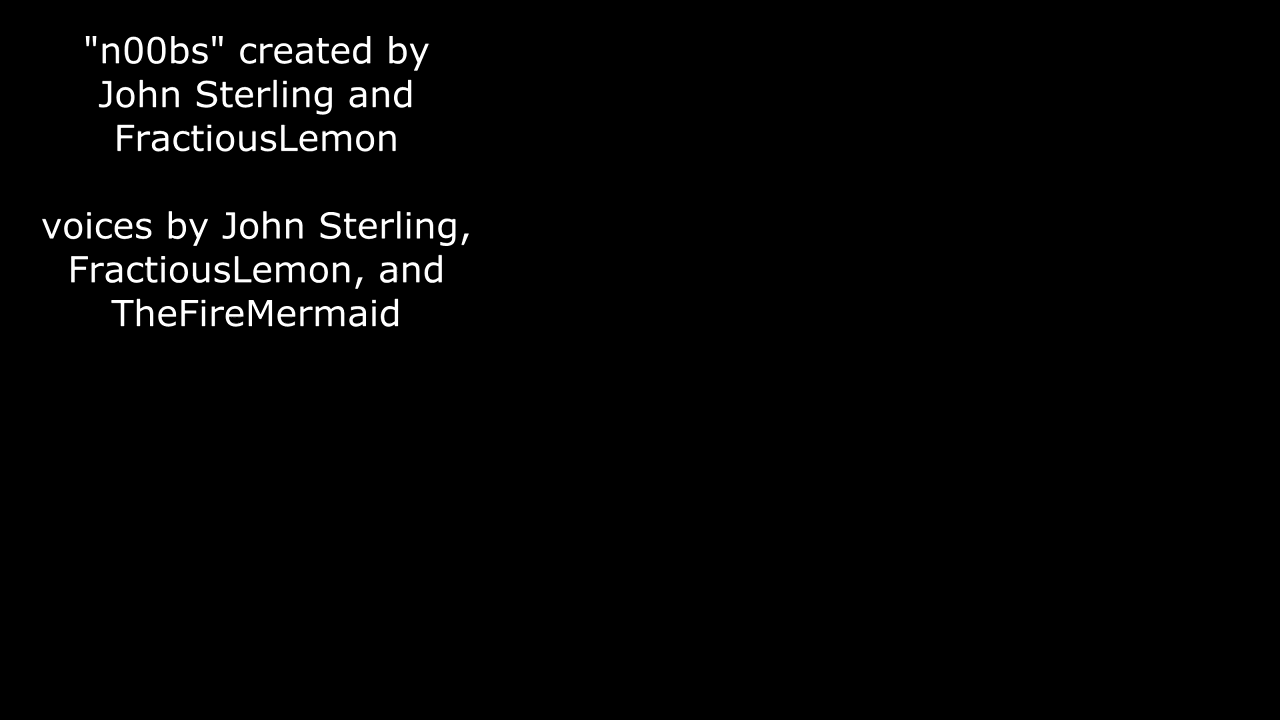 "n00bs" created by
John Sterling and
FractiousLemon
voices by John Sterling,
FractiousLemon, and
TheFireMermaid